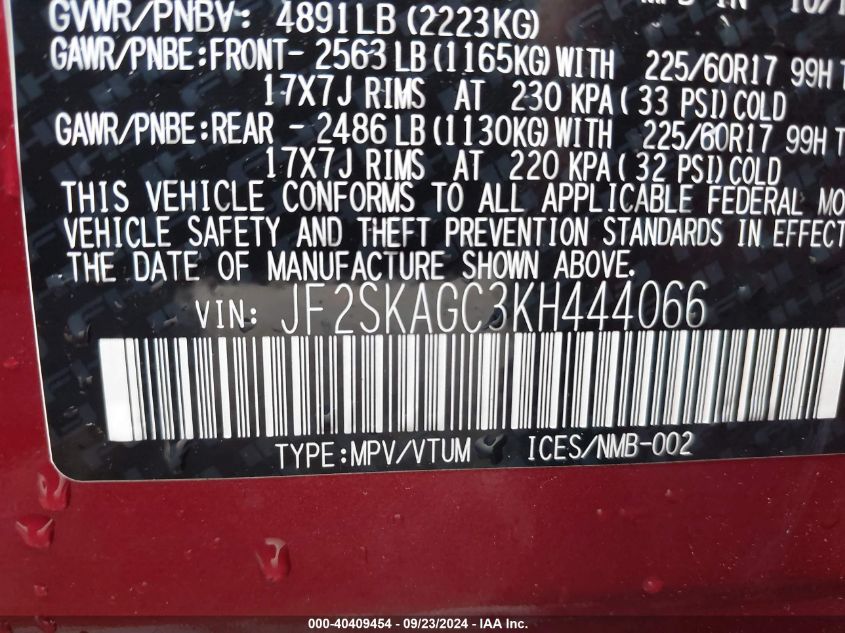 GVWR/PNBV: 4891LB (2223KG)
GAWR/PNBE:FRONT- 2563 LB (1165KG) WITH 225/60R17 99H
17X7J RIMS AT 230 KPA ( 33 PSI) COLD
GAWR/PNBE:REAR - 2486 LB (1130KG) WITH 225/60R17 99H
17X7J RIMS AT 220 KPA ( 32 PSI) COLD
THIS VEHICLE CONFORMS TO ALL APPLICABLE FEDERAL MO
VEHICLE SAFETY AND THEFT PREVENTION STANDARDS IN EFFECT
THE DATE OF MANUFACTURE SHOWN ABOVE.
VIN: JF2SKAGC3KH444066
TYPE:MPV/VTUM ICES/NMB-002
000-40409454 - 09/23/2024 - IAA Inc.